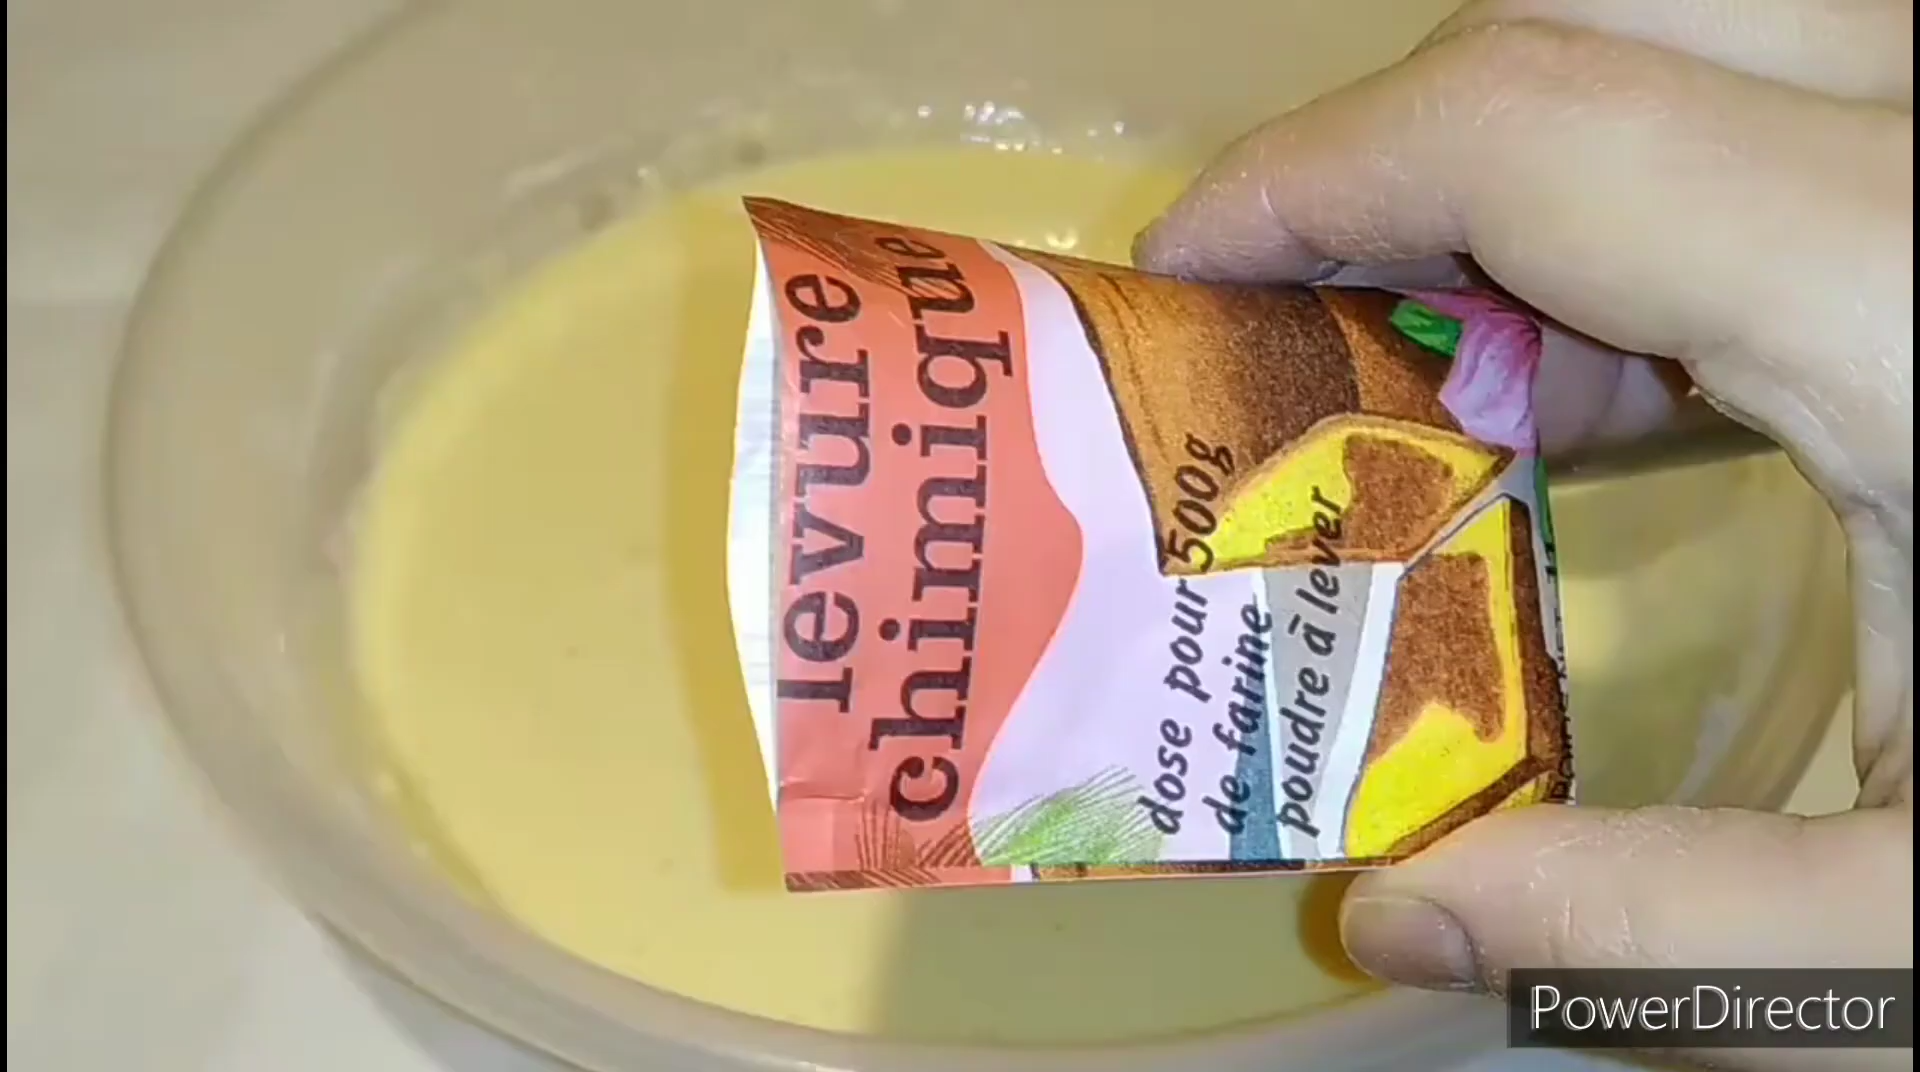 levure
chimique
dose pour 500g
de farine
poudre à lever
PowerDirector